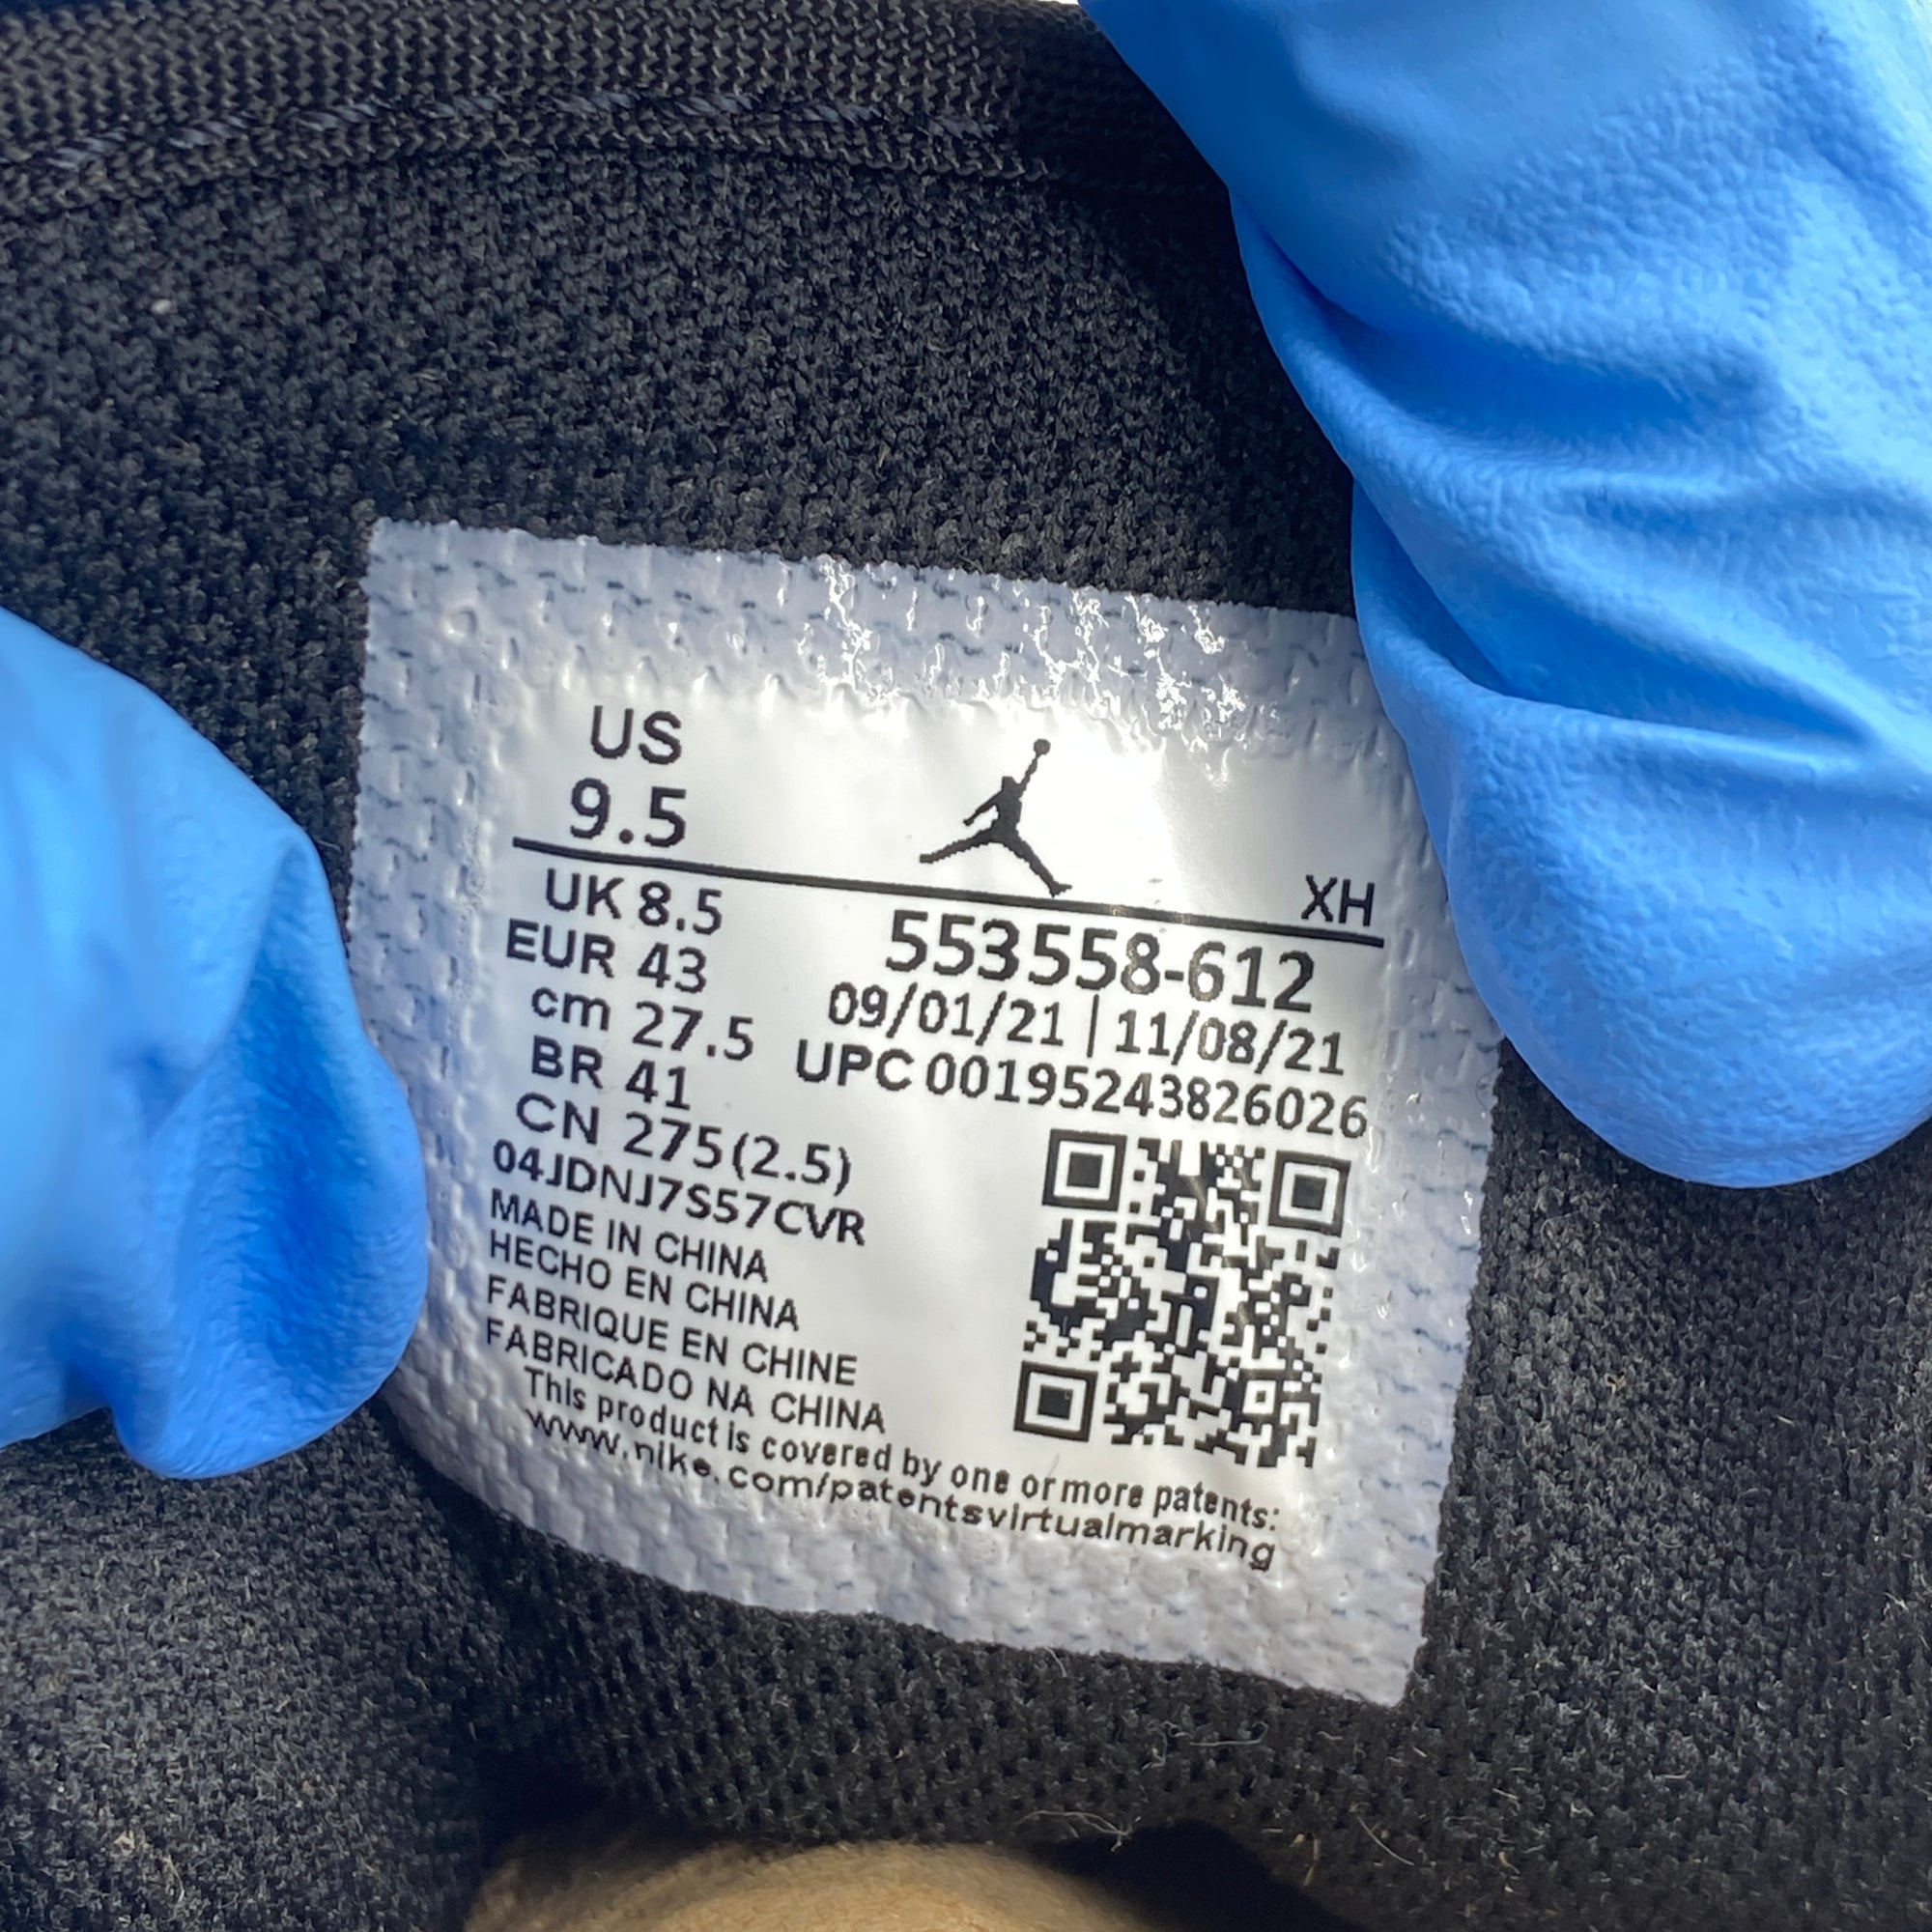 US
9.5
XH
UK 8.5
EUR 43
cm 27.5
BR 41
CN 275(2.5)
553558-612
09/01/21 | 11/08/21
UPC 00195243826026
04JDNJ7S57CVR
MADE IN CHINA
HECHO EN CHINA
FABRIQUE EN CHINE
FABRICADO NA CHINA
This product is covered by one or more patents:
www.nike.com/patentsvirtualmarking